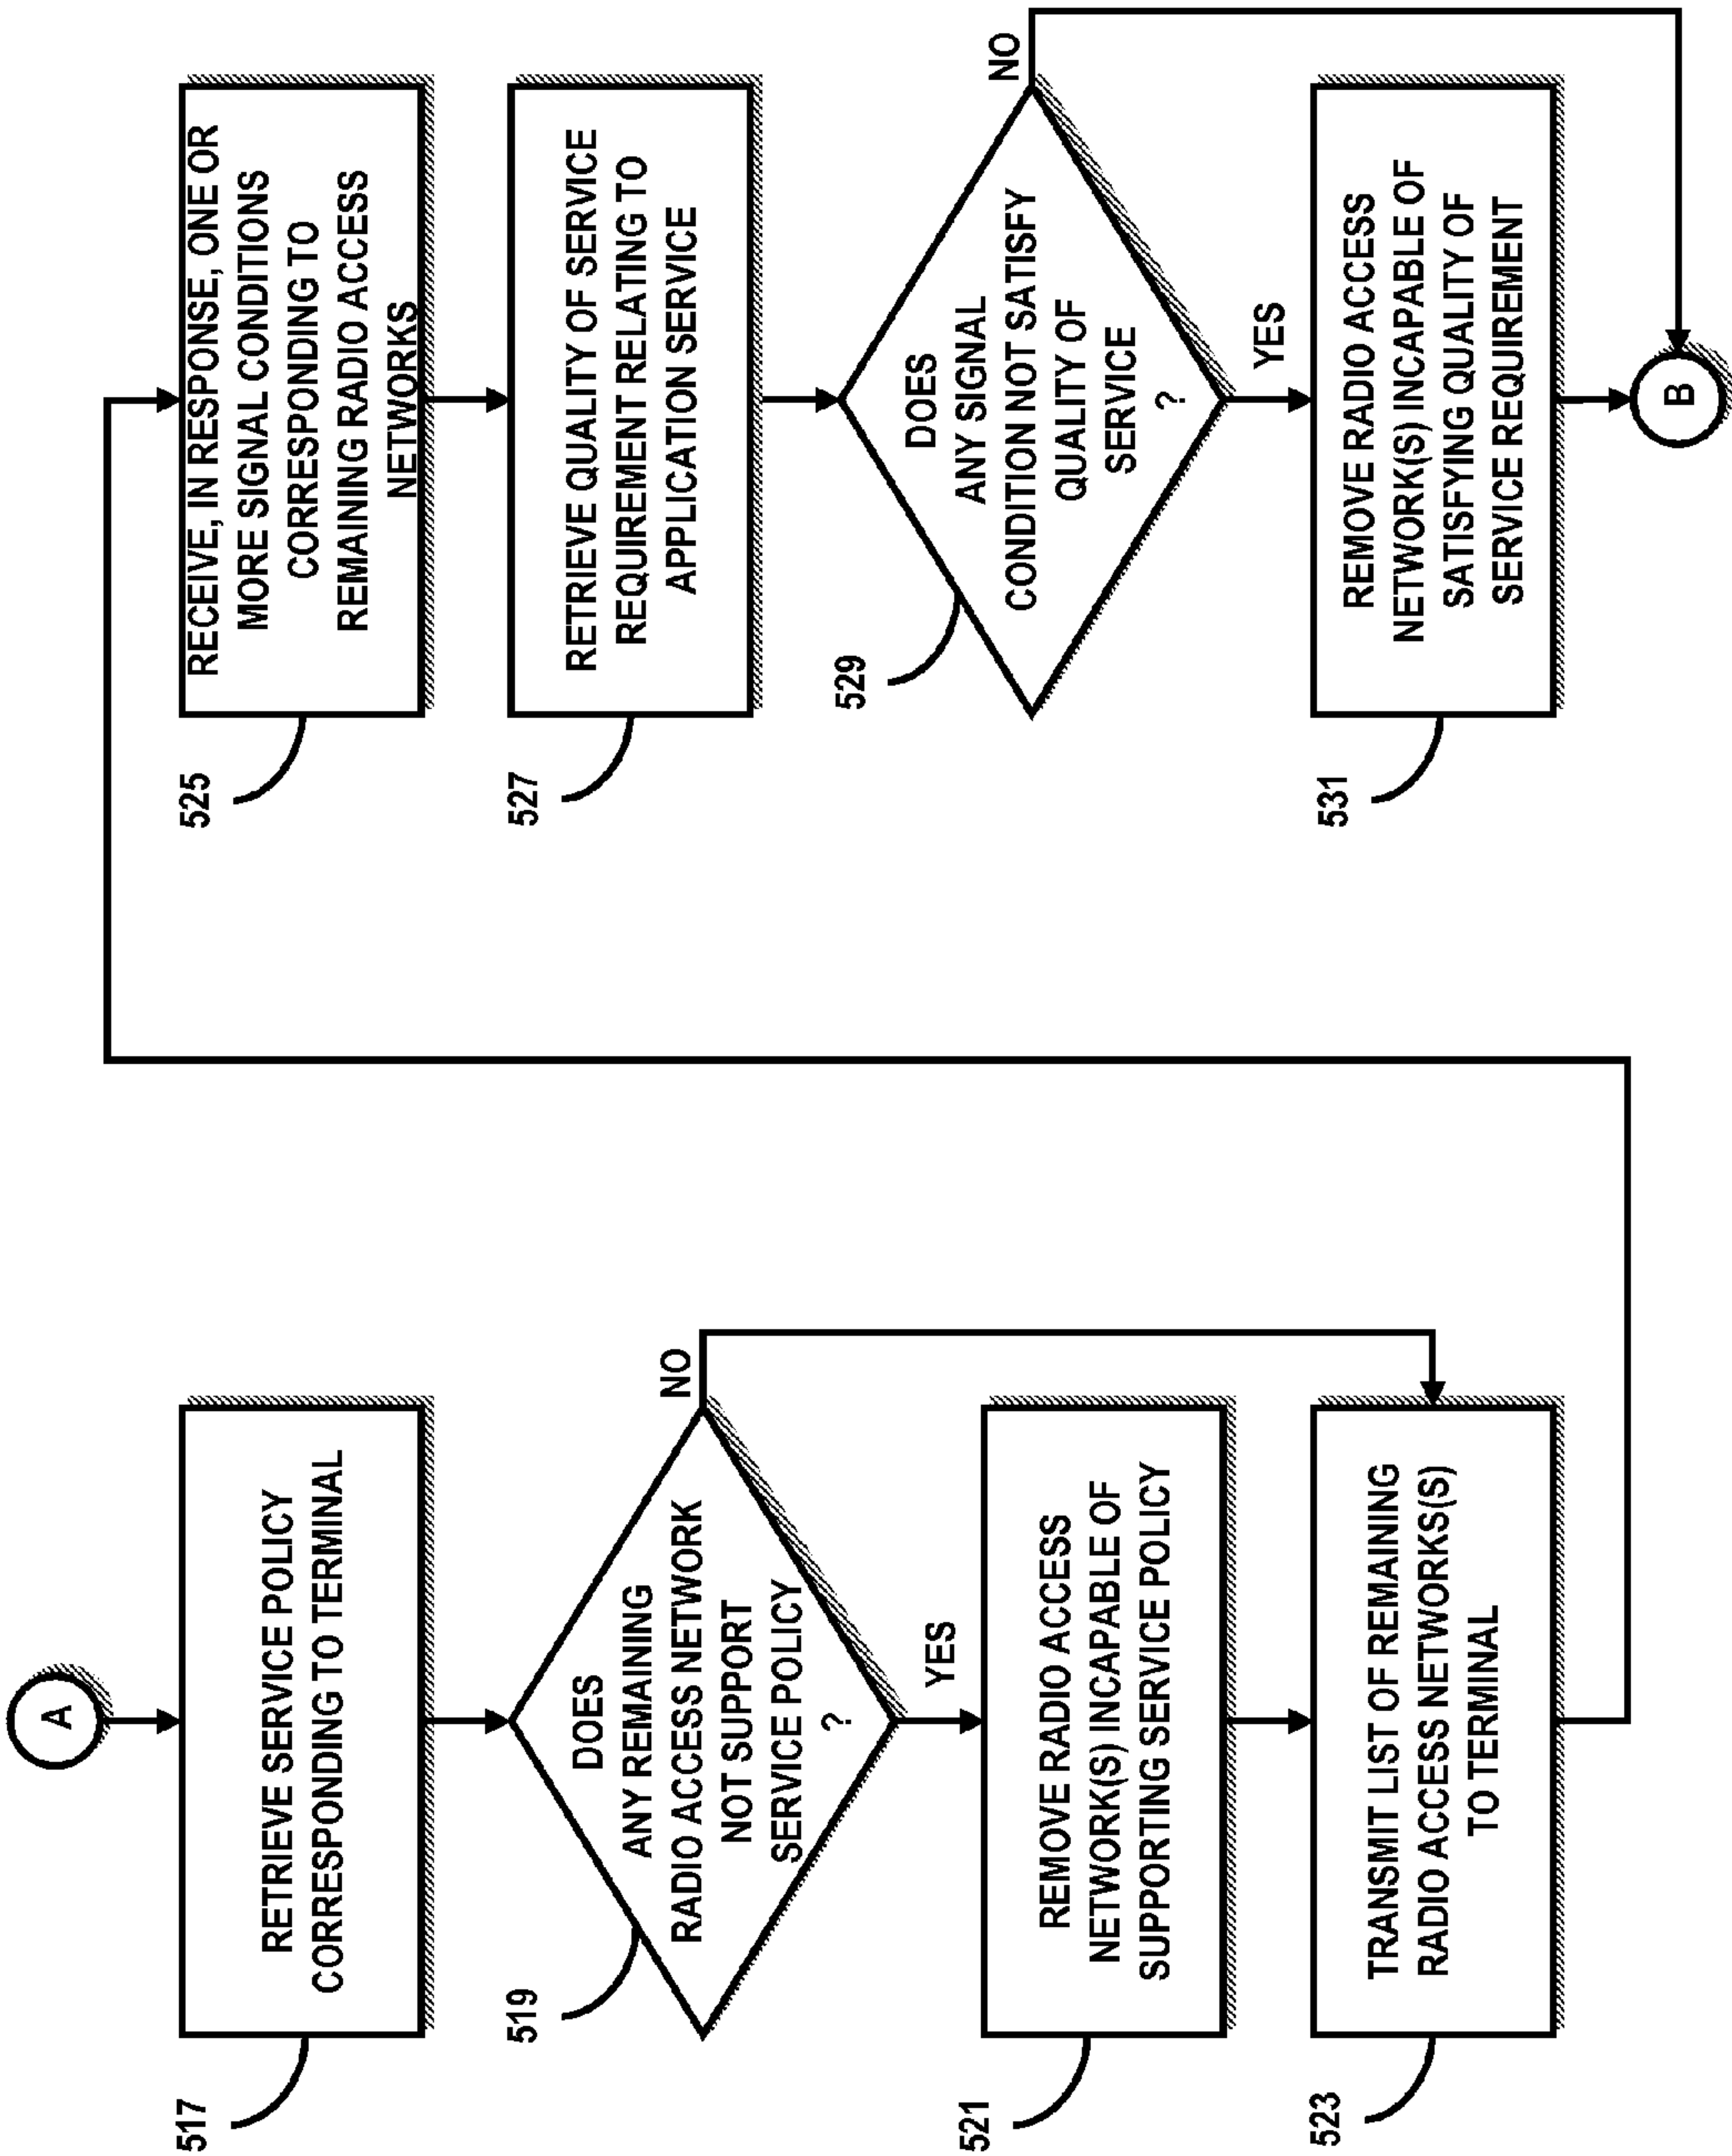 A
517
RETRIEVE SERVICE POLICY
CORRESPONDING TO TERMINAL
519
DOES
ANY REMAINING
RADIO ACCESS NETWORK
NOT SUPPORT
SERVICE POLICY
?
NO
YES
521
REMOVE RADIO ACCESS
NETWORK(S) INCAPABLE OF
SUPPORTING SERVICE POLICY
523
TRANSMIT LIST OF REMAINING
RADIO ACCESS NETWORKS(S)
TO TERMINAL
525
RECEIVE, IN RESPONSE, ONE OR
MORE SIGNAL CONDITIONS
CORRESPONDING TO
REMAINING RADIO ACCESS
NETWORKS
527
RETRIEVE QUALITY OF SERVICE
REQUIREMENT RELATING TO
APPLICATION SERVICE
529
DOES
ANY SIGNAL
CONDITION NOT SATISFY
QUALITY OF
SERVICE
?
NO
YES
531
REMOVE RADIO ACCESS
NETWORK(S) INCAPABLE OF
SATISFYING QUALITY OF
SERVICE REQUIREMENT
B